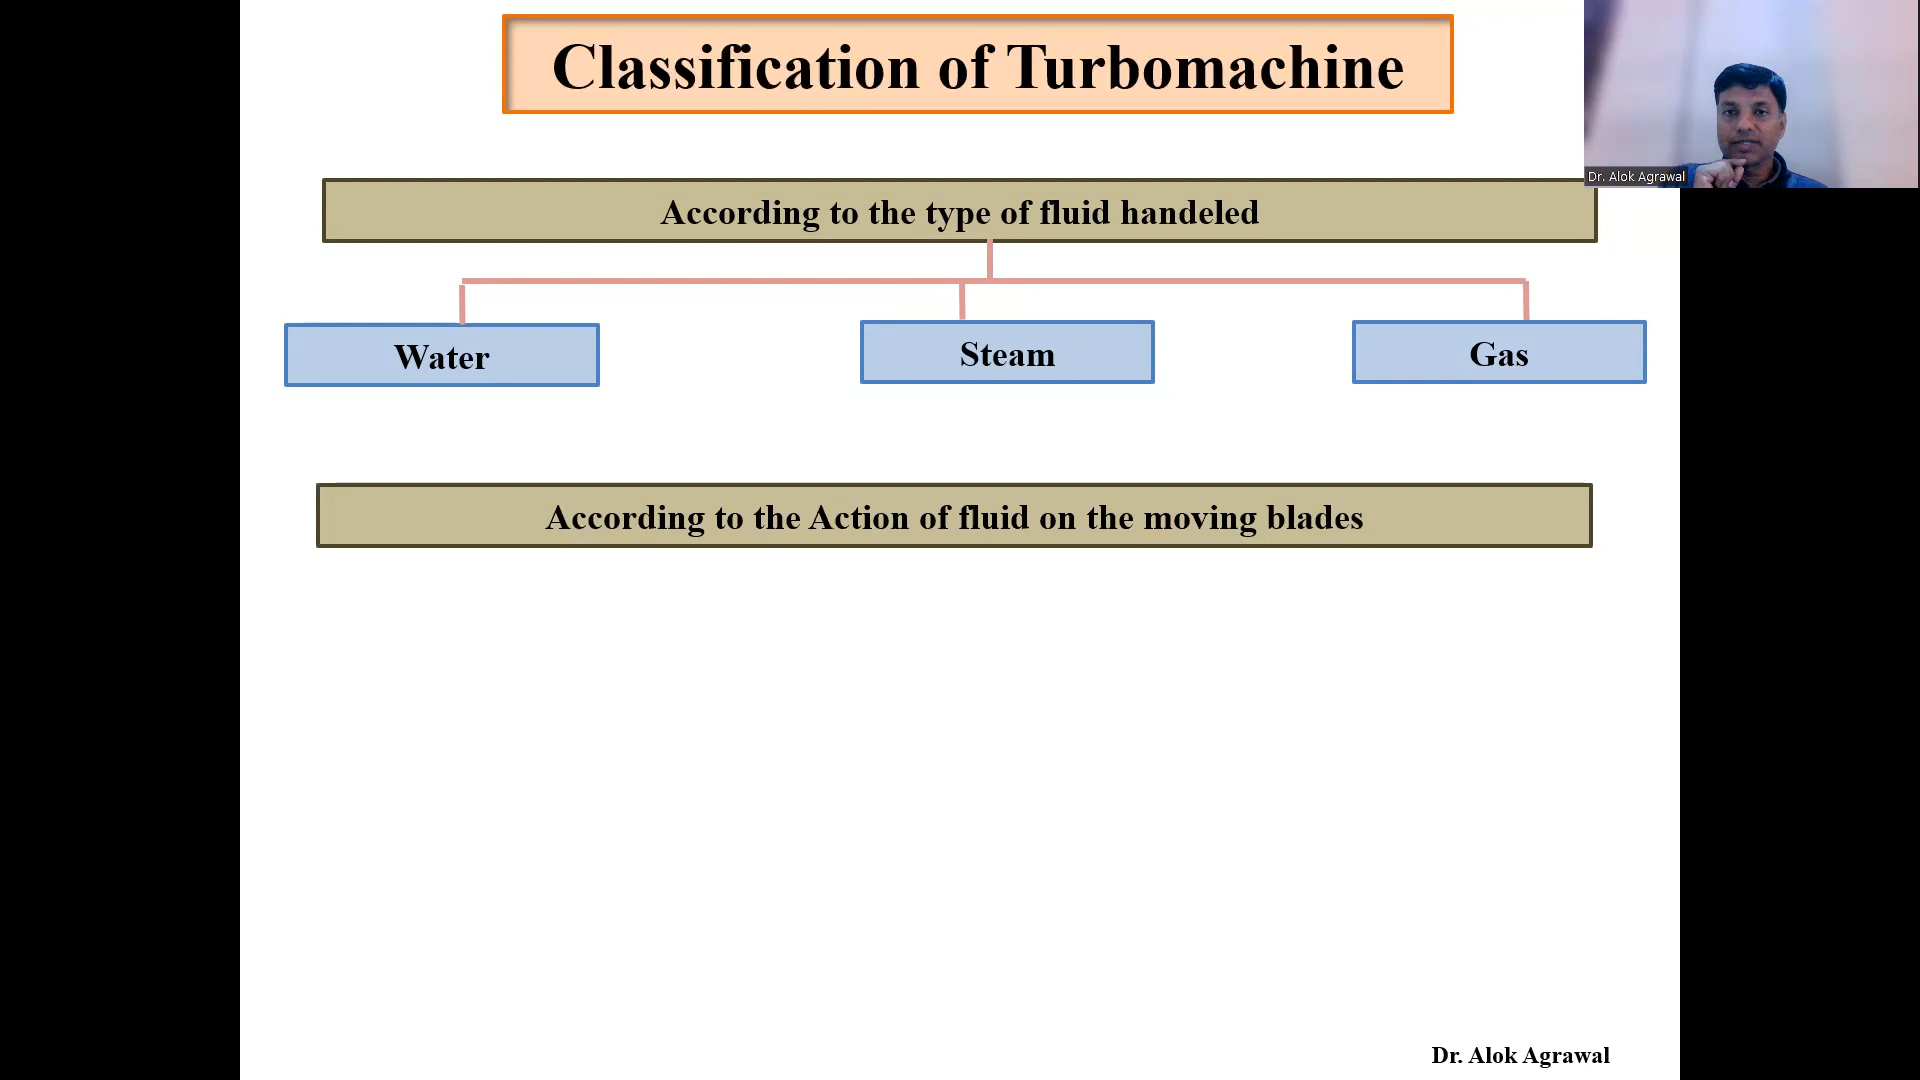 Classification of Turbomachine
Dr. Alok Agrawal
According to the type of fluid handeled
Water
Steam
Gas
According to the Action of fluid on the moving blades
Dr. Alok Agrawal